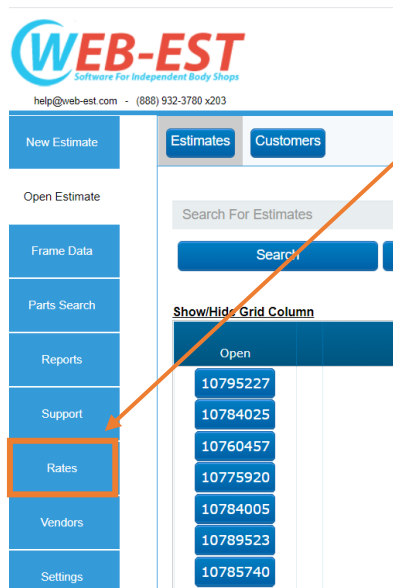 WEB-EST
Software For Independent Body Shops
help@web-est.com - (888) 932-3780 x203
New Estimate
Estimates Customers
Open Estimate
Search For Estimates
Frame Data
Search
Parts Search
Show/Hide Grid Column
Reports
Open
10795227
Support
10784025
10760457
Rates
10775920
10784005
Vendors
10789523
Settings
10785740